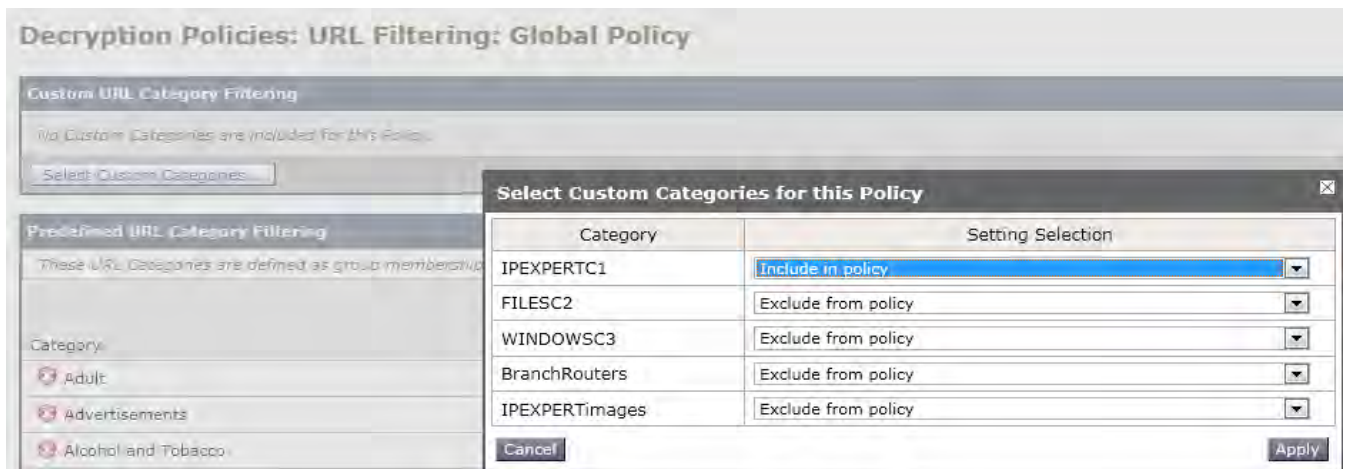 Decryption Policies: URL Filtering: Global Policy
Custom URL Category Filtering
No Custom Categories are included for this Policy.
Select Custom Categories...
Predefined URL Category Filtering
These URL Categories are defined as group membership
Category
Adult
Advertisements
Alcohol and Tobacco
Select Custom Categories for this Policy
Category Setting Selection
IPEXPERTC1 Include in policy
FILESC2 Exclude from policy
WINDOWSC3 Exclude from policy
BranchRouters Exclude from policy
IPEXPERTimages Exclude from policy
Cancel Apply